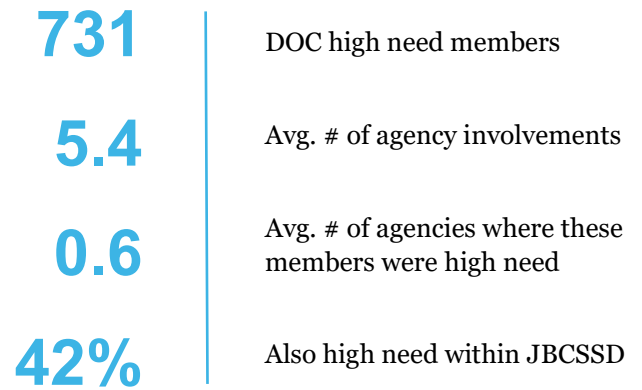 731
DOC high need members
5.4
Avg. # of agency involvements
0.6
Avg. # of agencies where these
members were high need
42%
Also high need within JBCSSD